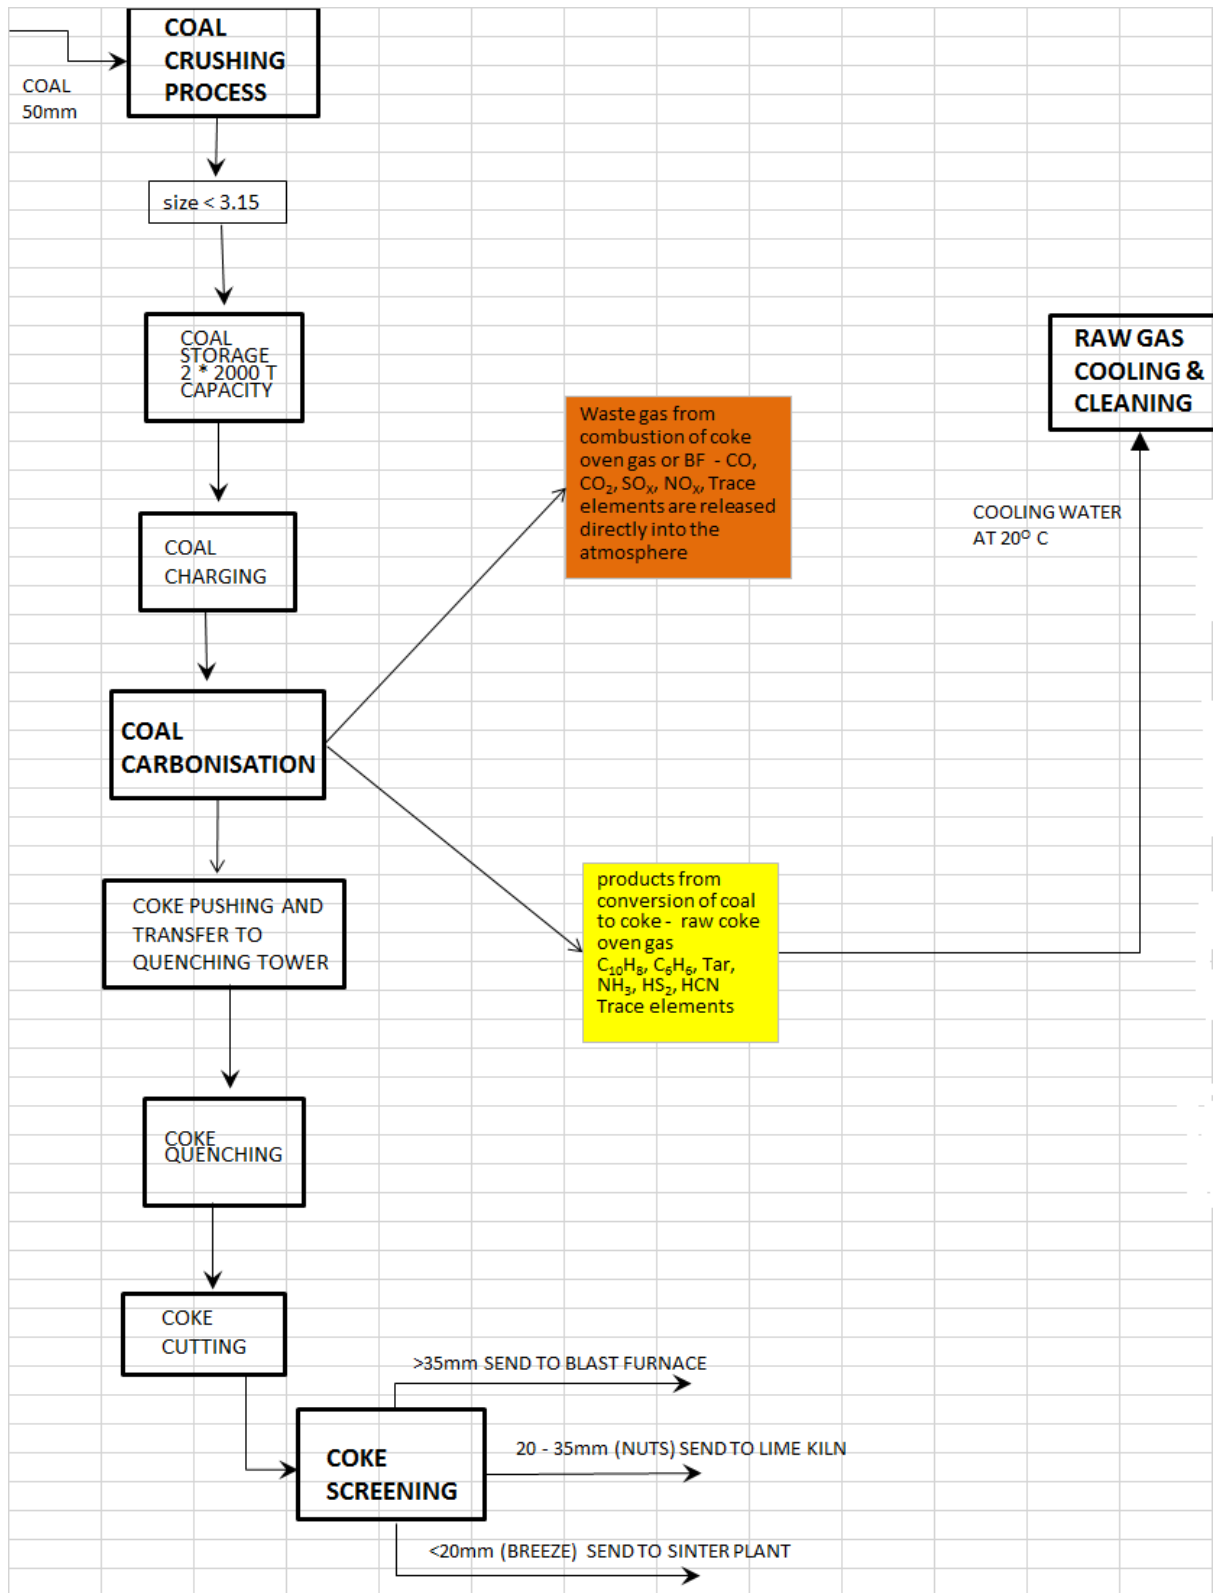 COAL
CRUSHING
PROCESS
COAL
50mm
size < 3.15
COAL
STORAGE
2 * 2000 T
CAPACITY
RAW GAS
COOLING &
CLEANING
Waste gas from
combustion of coke
oven gas or BF - CO,
CO₂, SOₓ, NOₓ, Trace
elements are released
directly into the
atmosphere
COOLING WATER
AT 20° C
COAL
CHARGING
COAL
CARBONISATION
products from
conversion of coal
to coke - raw coke
oven gas
C₁₀H₈, C₆H₆, Tar,
NH₃, HS₂, HCN
Trace elements
COKE PUSHING AND
TRANSFER TO
QUENCHING TOWER
COKE
QUENCHING
COKE
CUTTING
>35mm SEND TO BLAST FURNACE
COKE
SCREENING
20 - 35mm (NUTS) SEND TO LIME KILN
<20mm (BREEZE) SEND TO SINTER PLANT